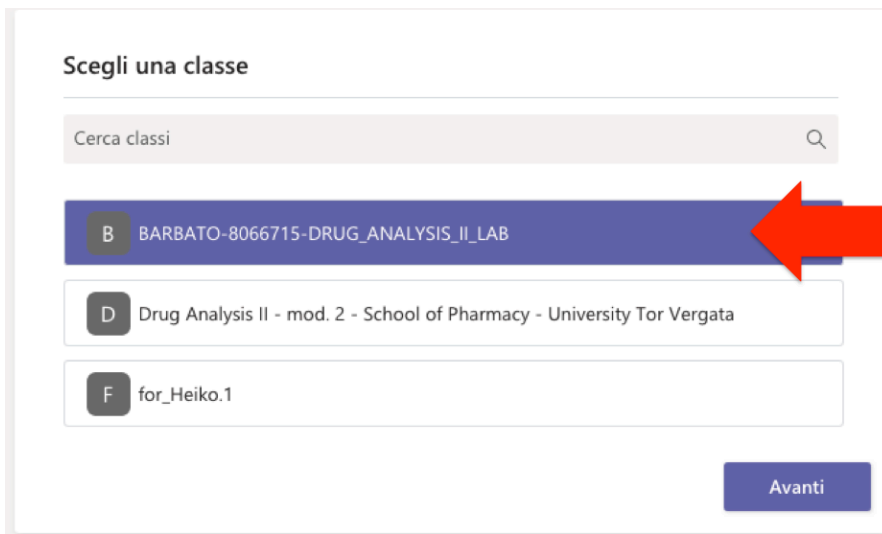 Scegli una classe
Cerca classi
B BARBATO-8066715-DRUG_ANALYSIS_II_LAB
D Drug Analysis II - mod. 2 - School of Pharmacy - University Tor Vergata
F for_Heiko.1
Avanti